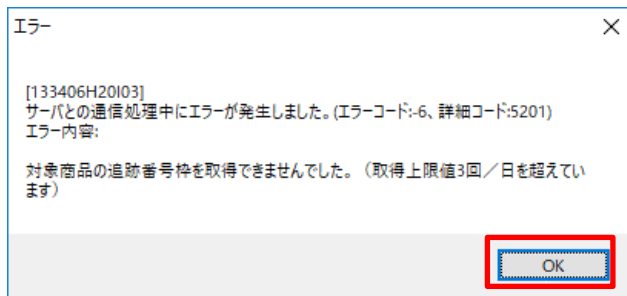 エラー
[133406H20I03]
サーバとの通信処理中にエラーが発生しました。(エラーコード:-6、詳細コード:5201)
エラー内容:
対象商品の追跡番号枠を取得できませんでした。（取得上限値3回／日を超えてい
ます）
OK